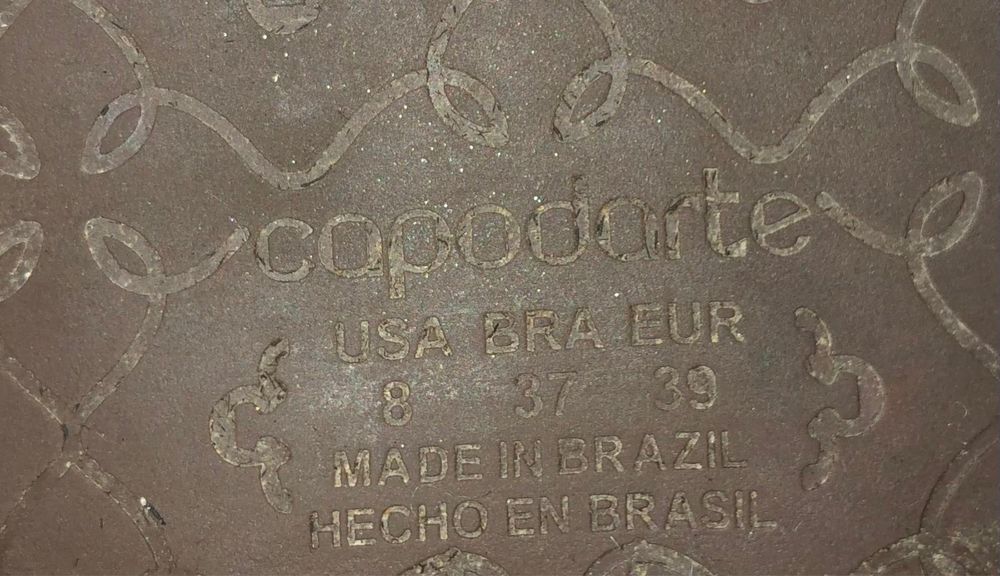 capodarte
USA BRA EUR
8 37 39
MADE IN BRAZIL
HECHO EN BRASIL